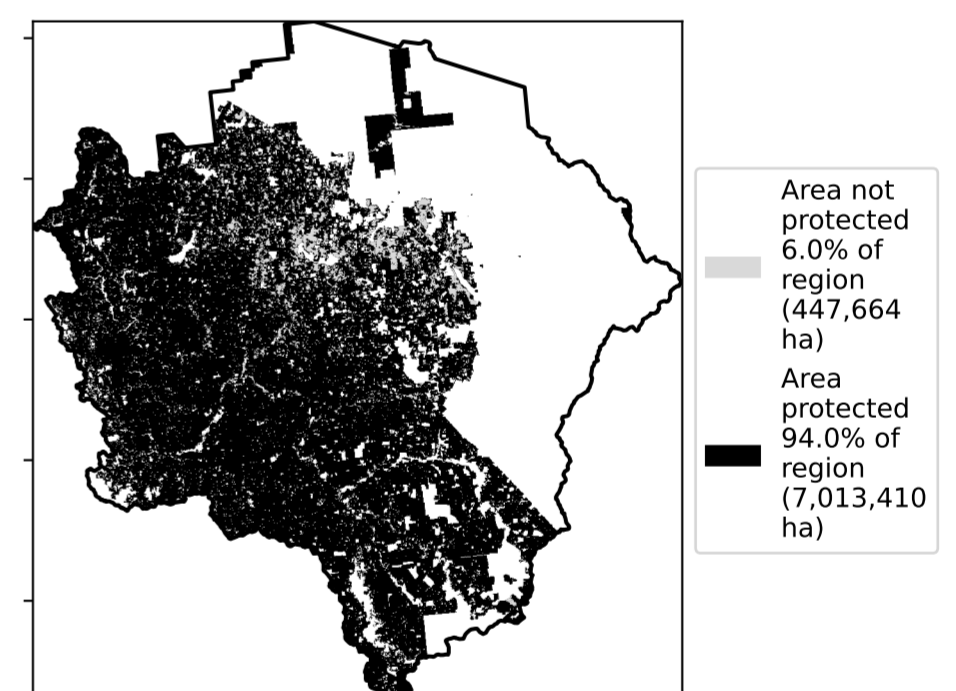 Area not
protected
6.0% of
region
(447,664
ha)
Area
protected
94.0% of
region
(7,013,410
ha)